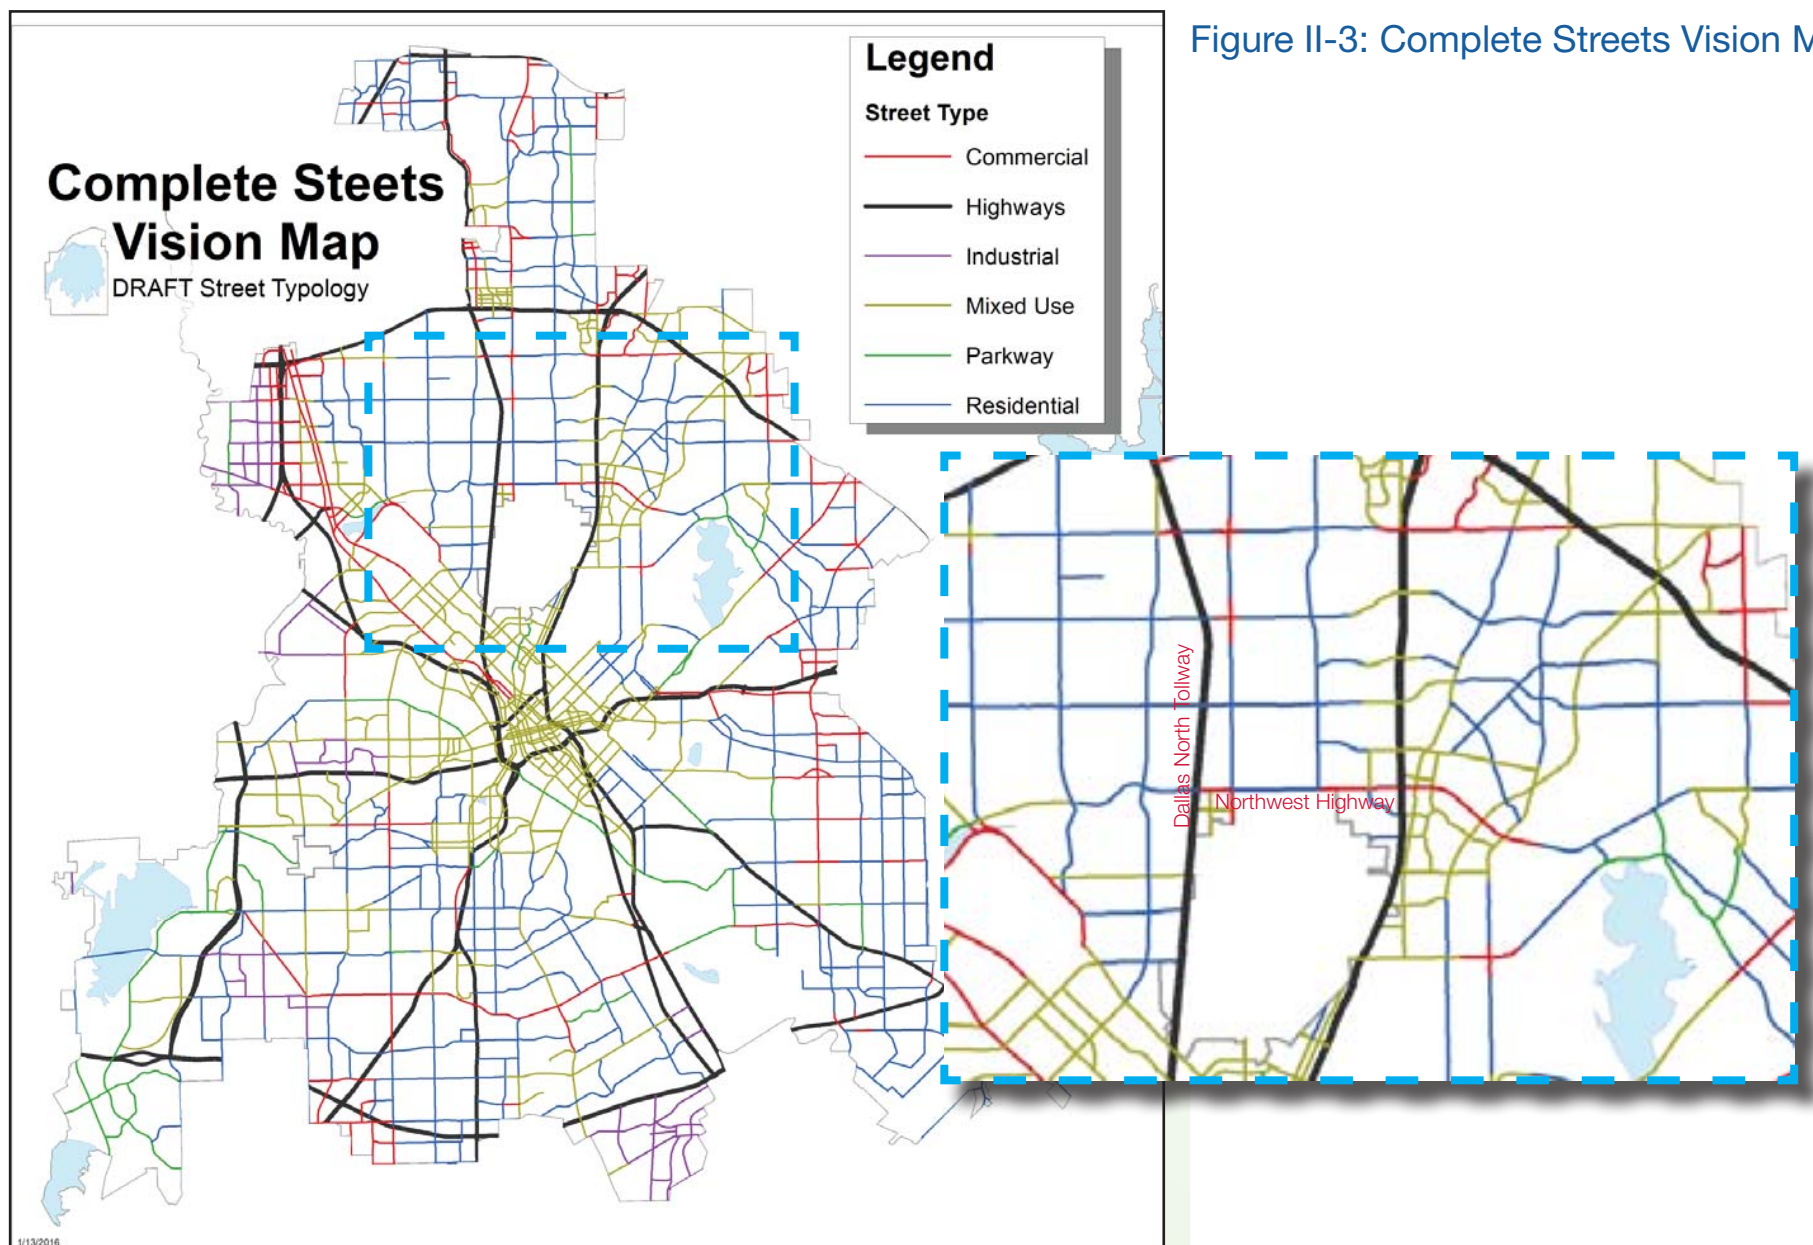 Figure II-3: Complete Streets Vision M
Complete Steets
Vision Map
DRAFT Street Typology
Legend
Street Type
Commercial
Highways
Industrial
Mixed Use
Parkway
Residential
Dallas North Tollway
Northwest Highway
1/13/2016